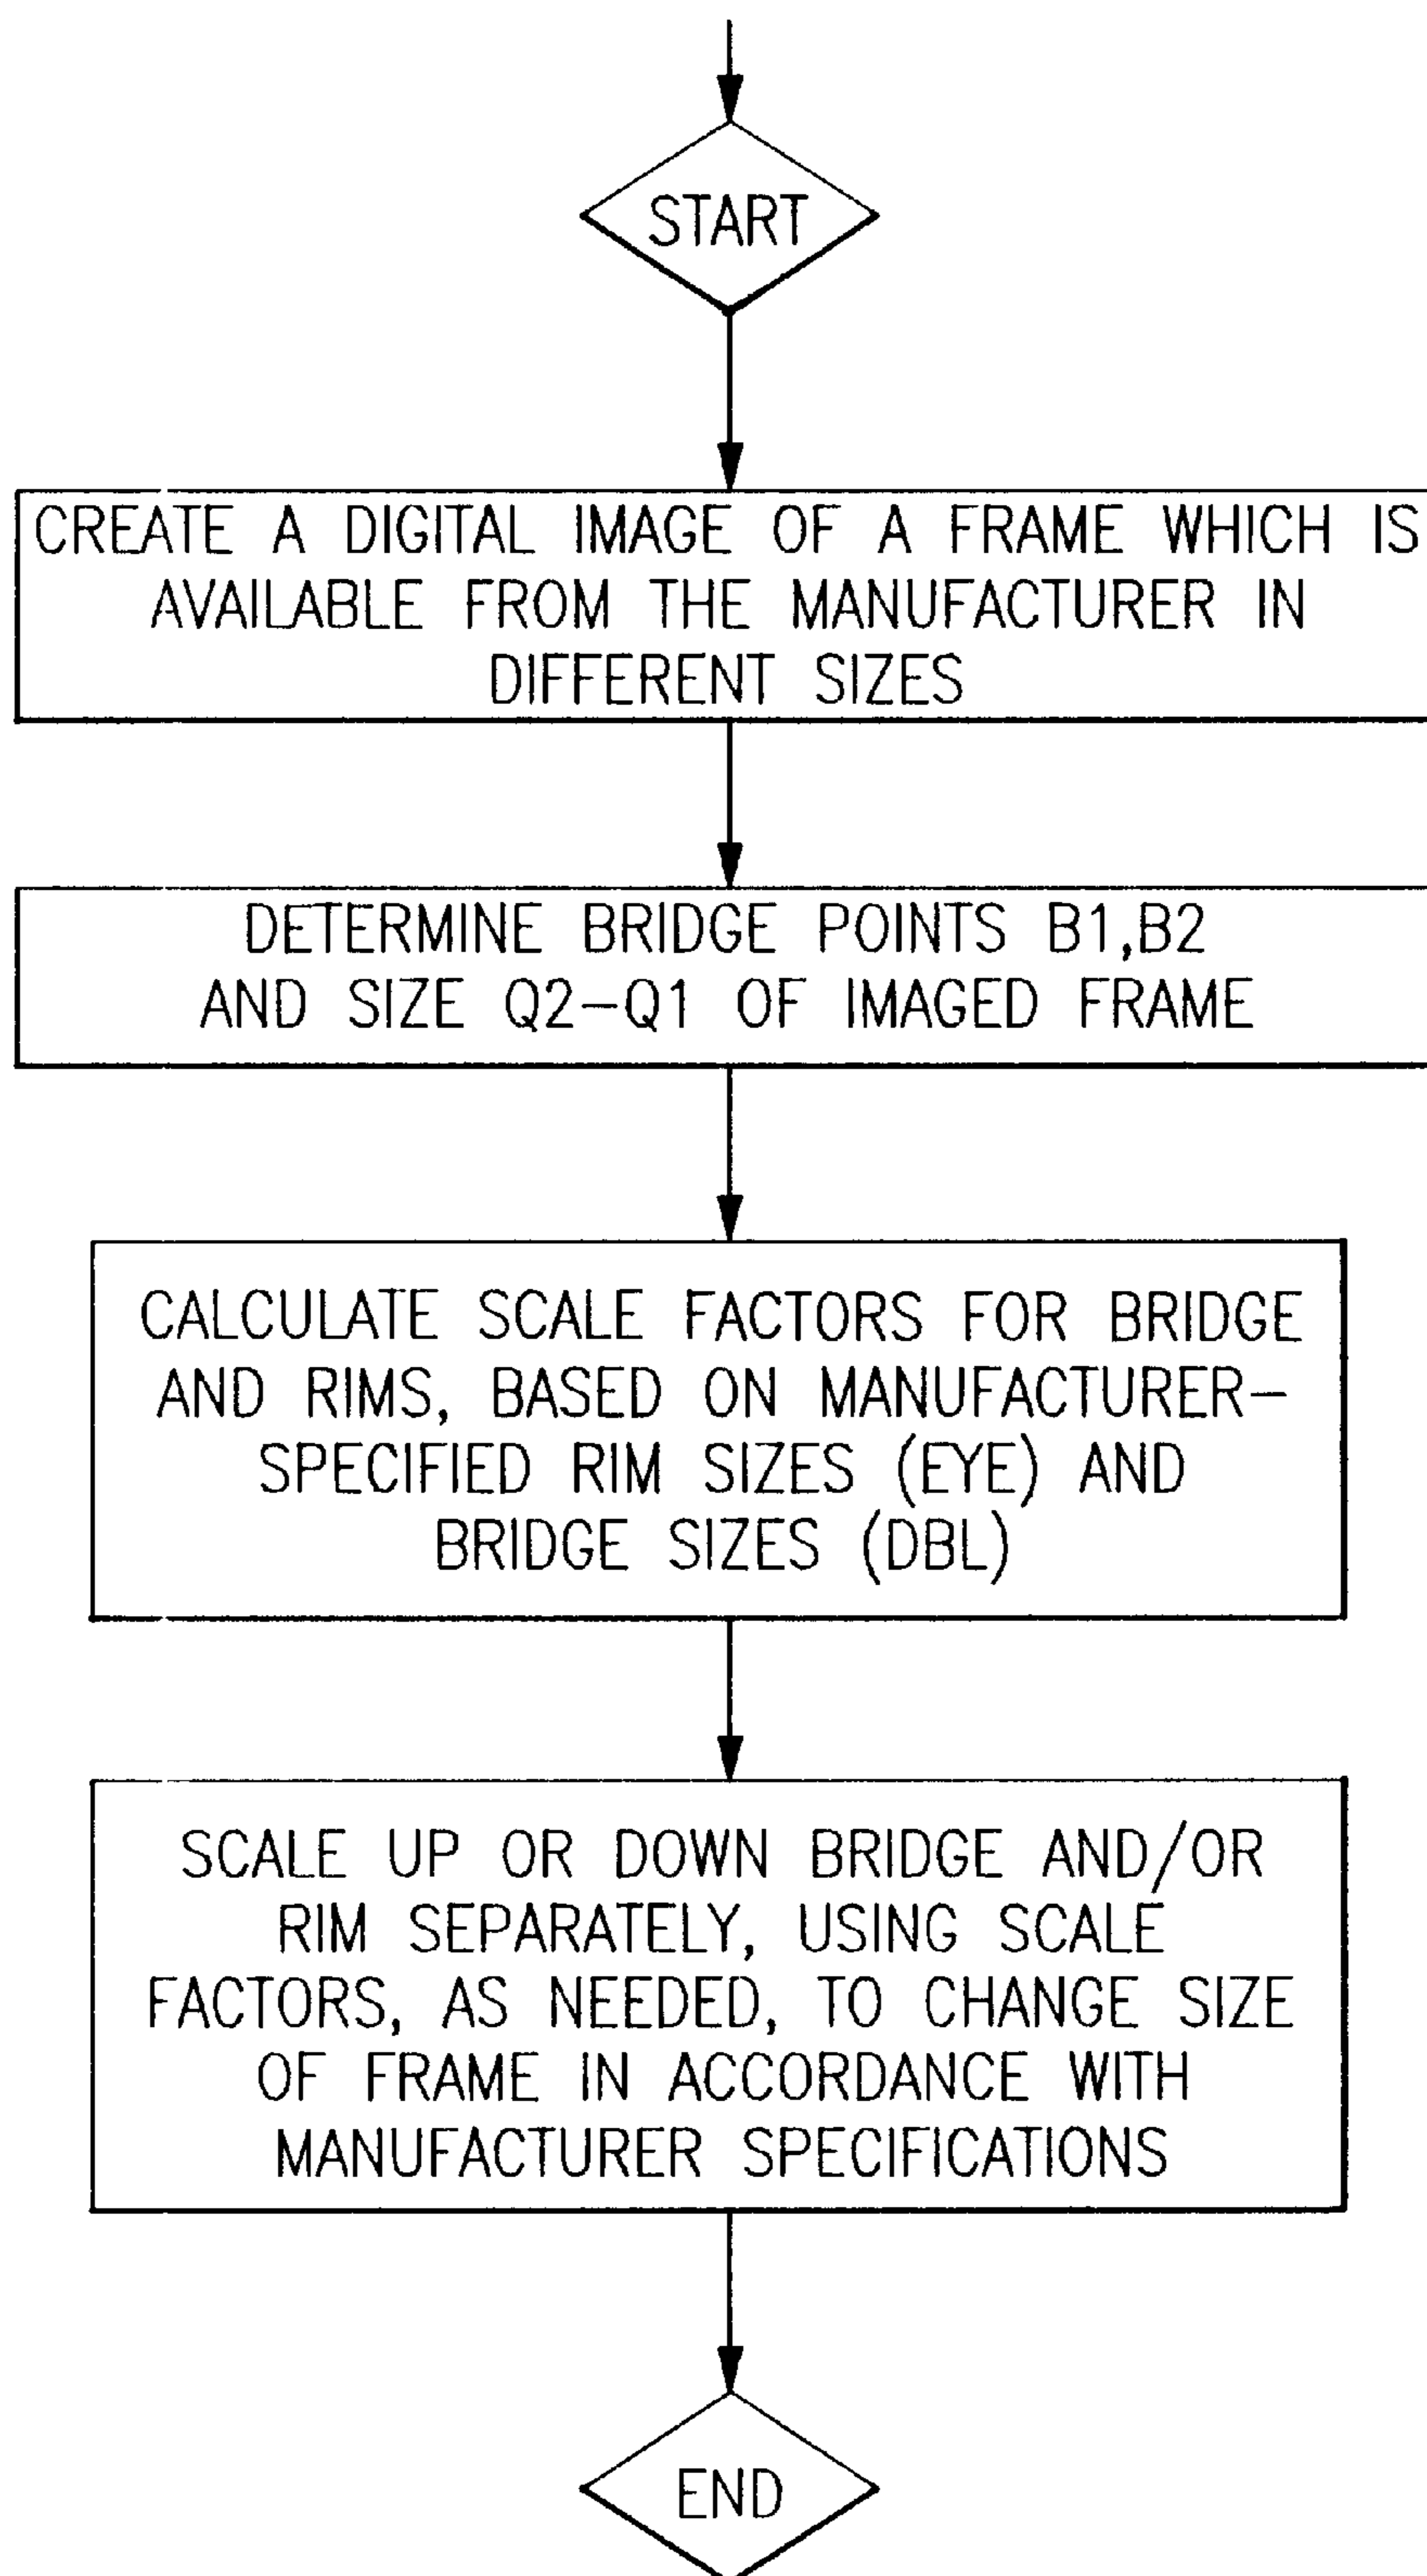 START
CREATE A DIGITAL IMAGE OF A FRAME WHICH IS
AVAILABLE FROM THE MANUFACTURER IN
DIFFERENT SIZES
DETERMINE BRIDGE POINTS B1,B2
AND SIZE Q2-Q1 OF IMAGED FRAME
CALCULATE SCALE FACTORS FOR BRIDGE
AND RIMS, BASED ON MANUFACTURER-
SPECIFIED RIM SIZES (EYE) AND
BRIDGE SIZES (DBL)
SCALE UP OR DOWN BRIDGE AND/OR
RIM SEPARATELY, USING SCALE
FACTORS, AS NEEDED, TO CHANGE SIZE
OF FRAME IN ACCORDANCE WITH
MANUFACTURER SPECIFICATIONS
END